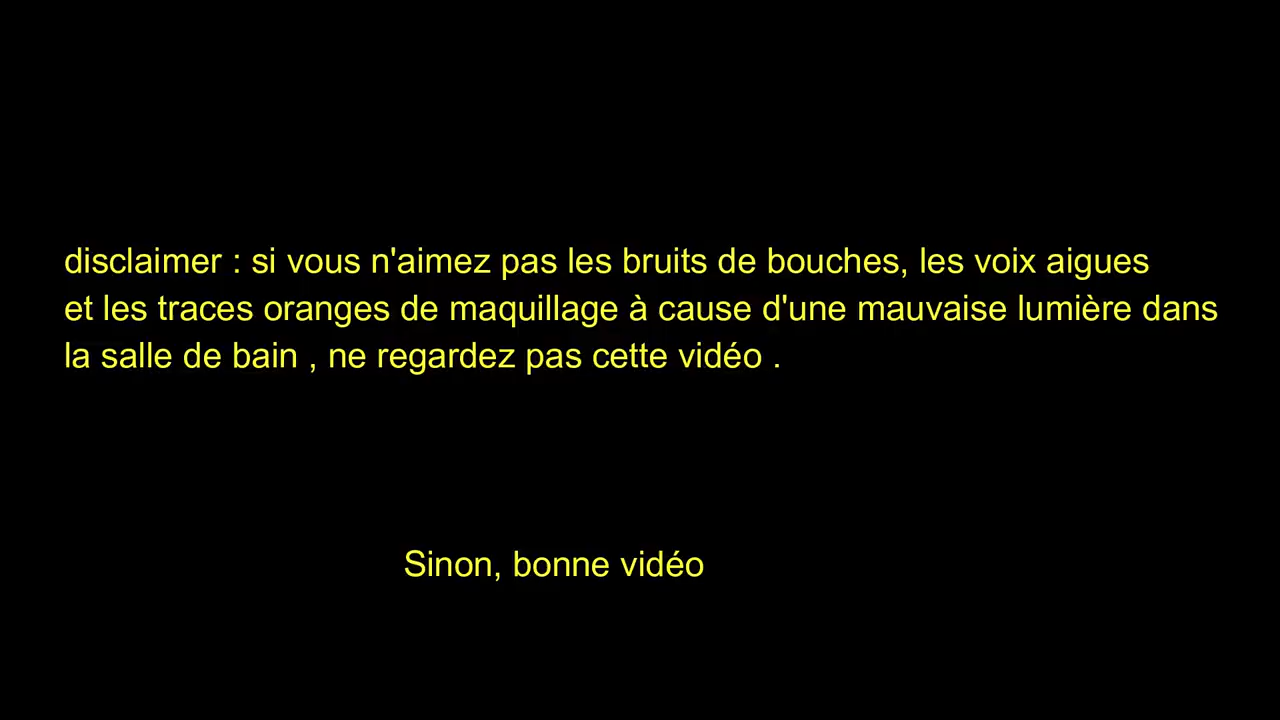 disclaimer : si vous n'aimez pas les bruits de bouches, les voix aigues
et les traces oranges de maquillage à cause d'une mauvaise lumière dans
la salle de bain , ne regardez pas cette vidéo .
Sinon, bonne vidéo